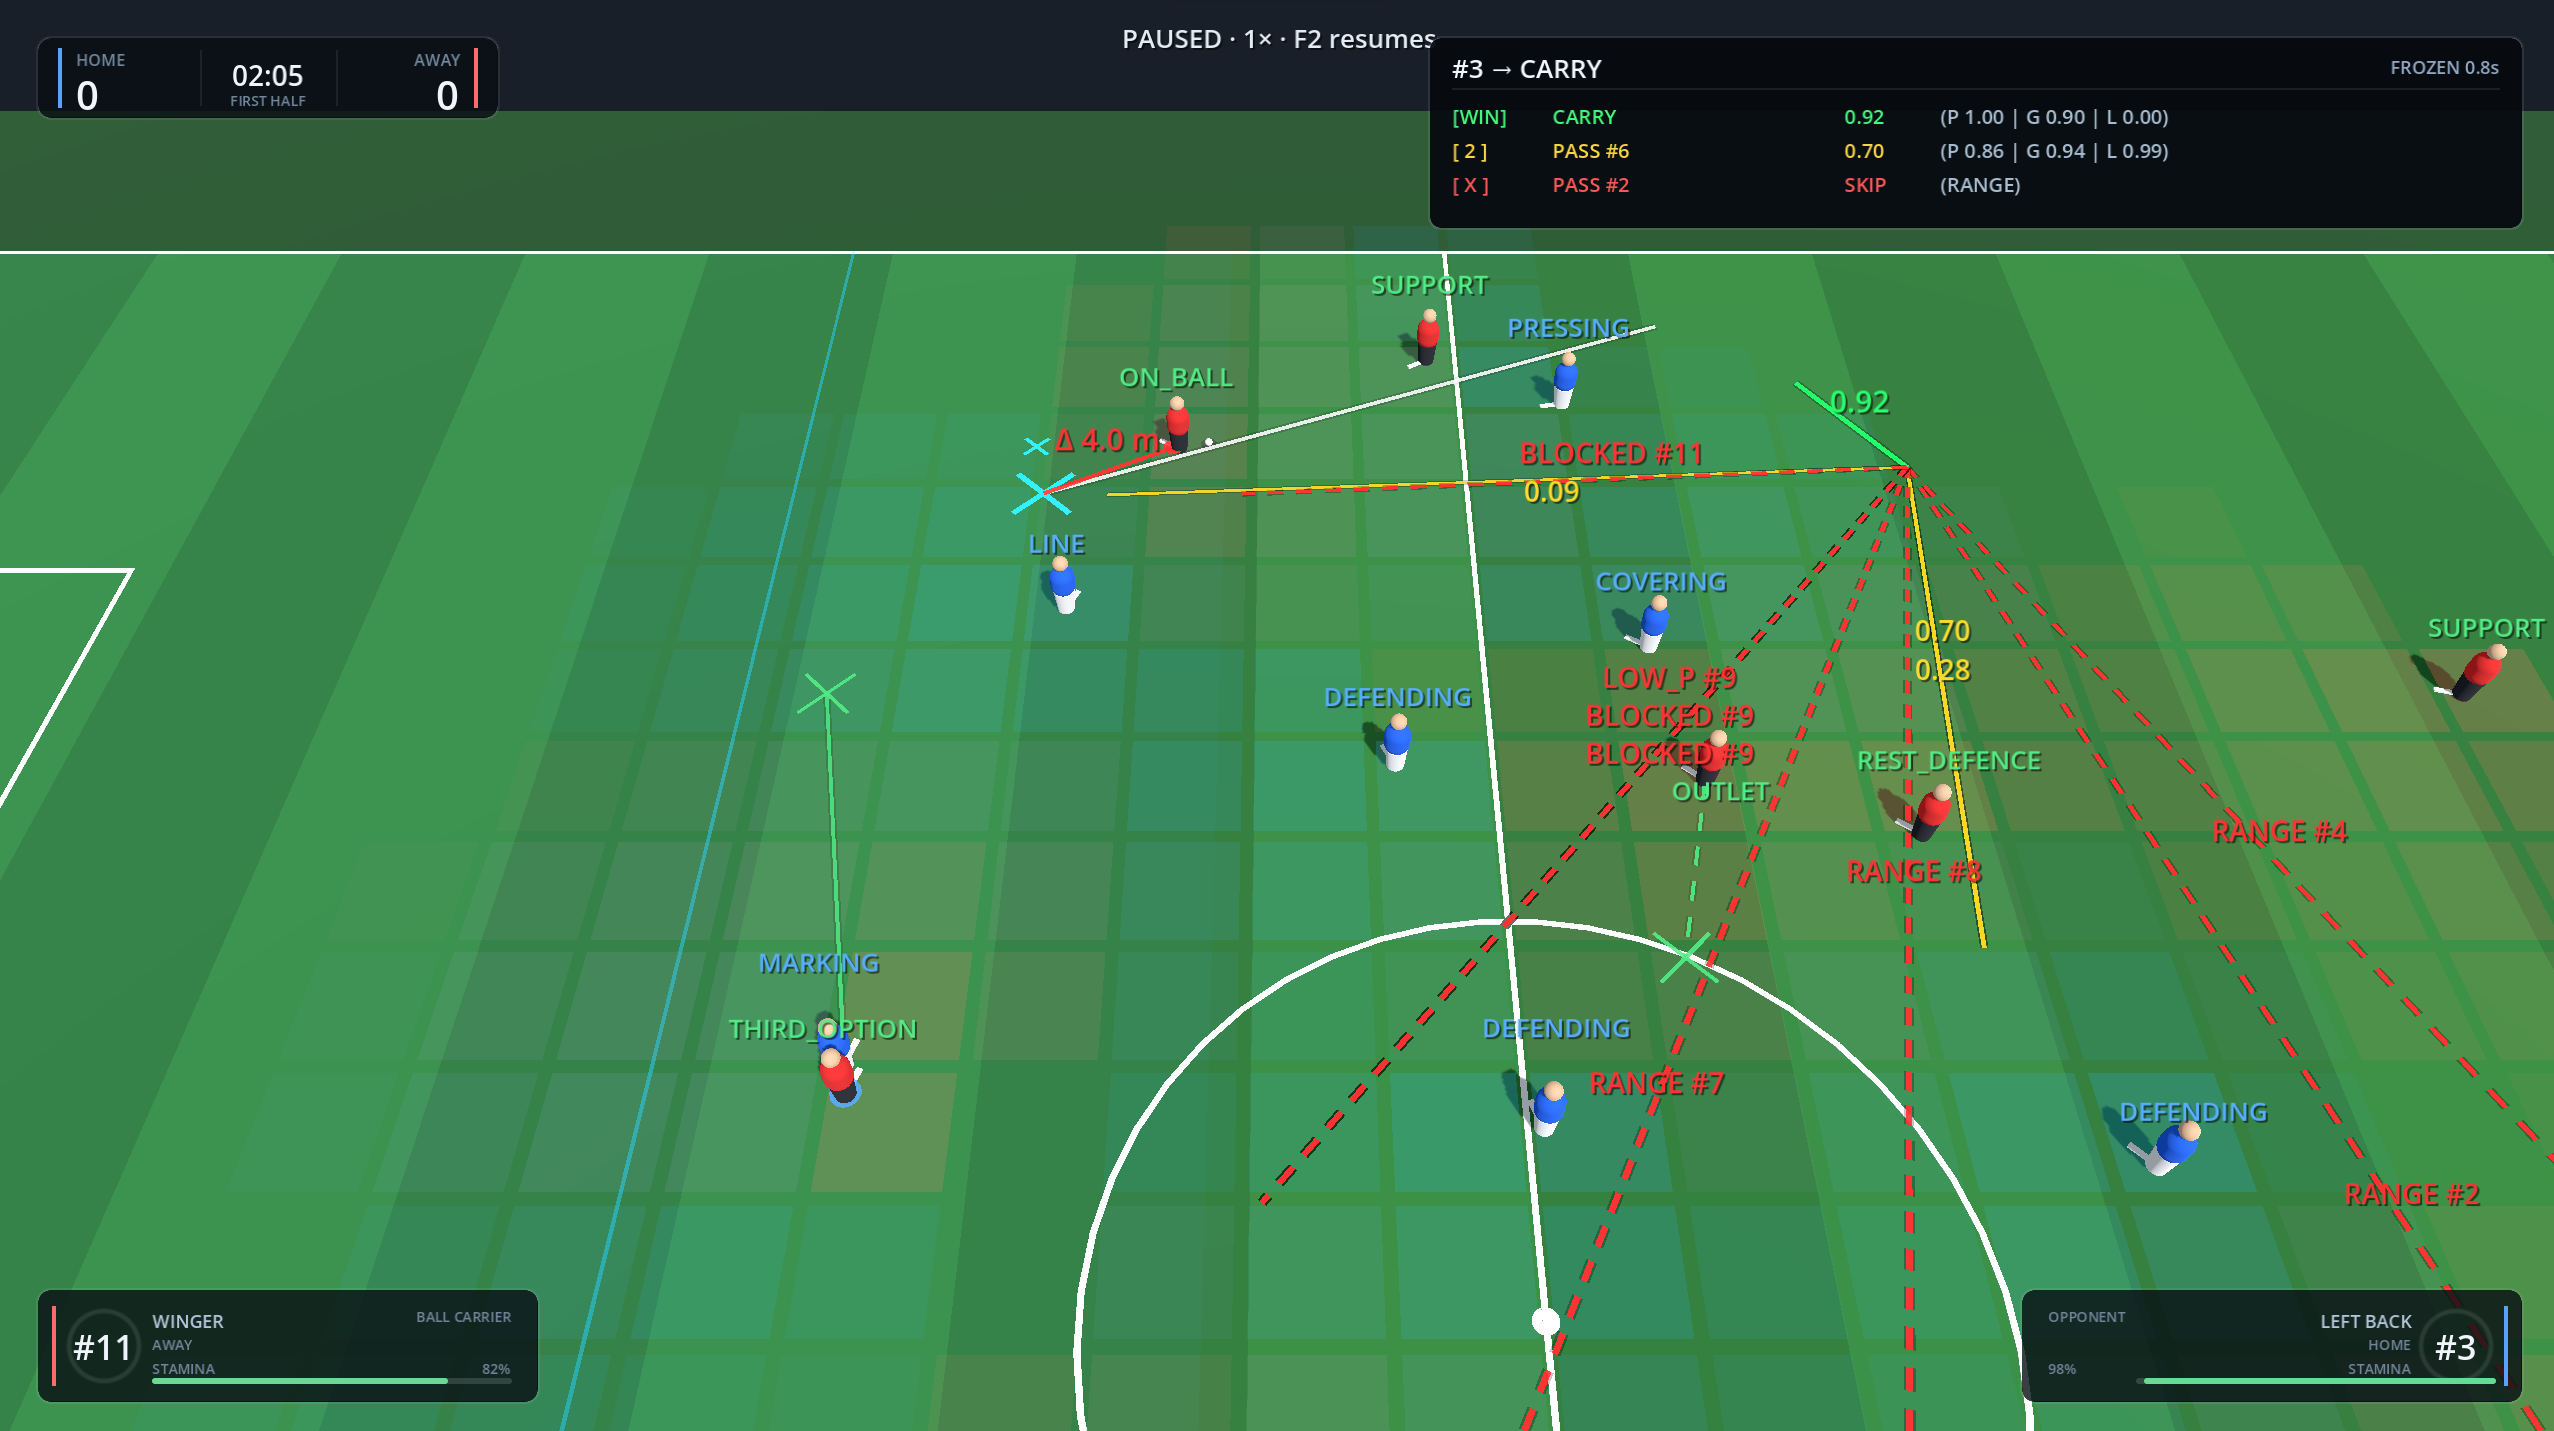 PAUSED · 1× · F2 resumes
HOME
0
02:05
FIRST HALF
AWAY
0
#3 → CARRY
FROZEN 0.8s
[WIN] CARRY 0.92 (P 1.00 | G 0.90 | L 0.00)
[ 2 ] PASS #6 0.70 (P 0.86 | G 0.94 | L 0.99)
[ X ] PASS #2 SKIP (RANGE)
SUPPORT
PRESSING
ON_BALL
0.92
Δ 4.0 m
BLOCKED #11
0.09
LINE
COVERING
0.70
SUPPORT
0.28
LOW_P #9
DEFENDING
BLOCKED #9
BLOCKED #9
REST_DEFENCE
OUTLET
RANGE #4
RANGE #8
MARKING
THIRD_OPTION
DEFENDING
RANGE #7
DEFENDING
RANGE #2
#11
WINGER
BALL CARRIER
AWAY
STAMINA
82%
OPPONENT
LEFT BACK
HOME
#3
98%
STAMINA